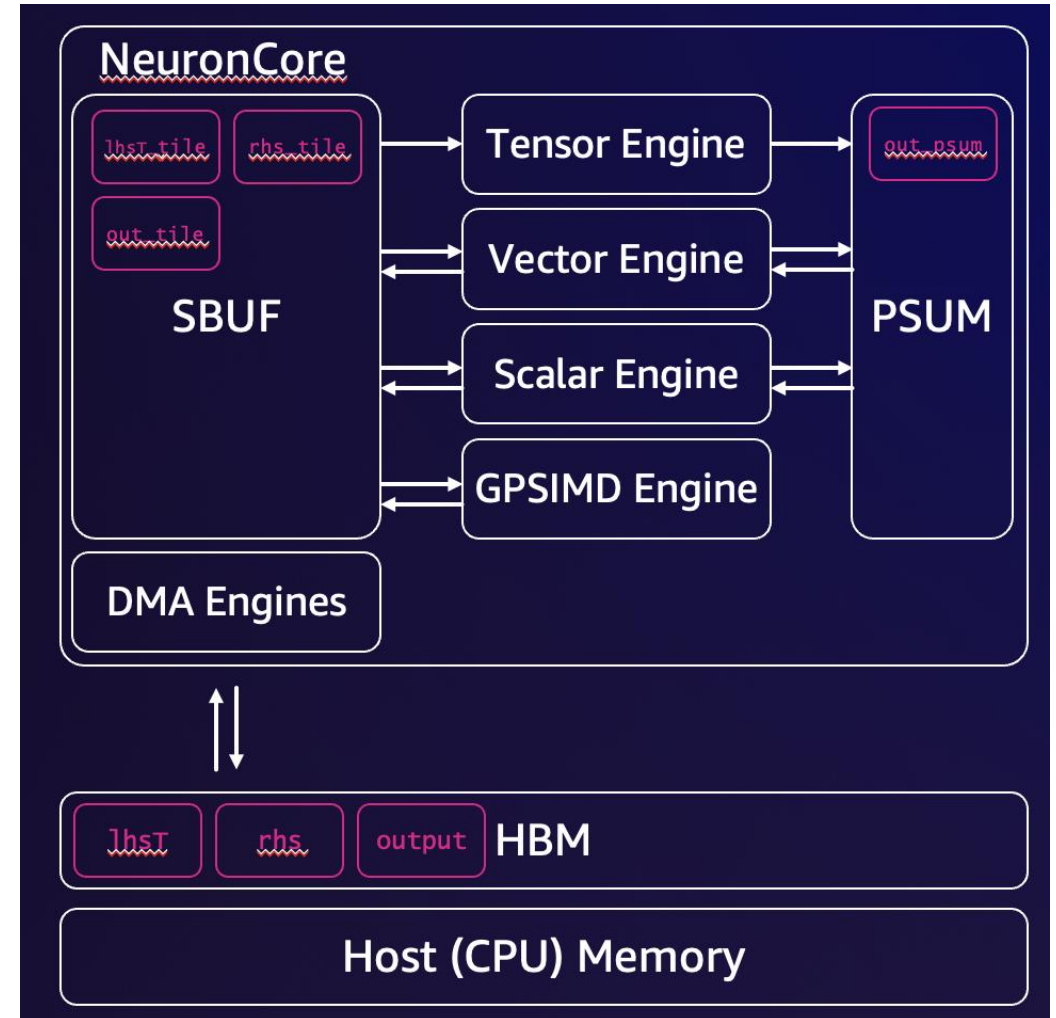 NeuronCore
lhsT_tile
rhs_tile
out_tile
SBUF
Tensor Engine
Vector Engine
Scalar Engine
GPSIMD Engine
out_psum
PSUM
DMA Engines
lhsT
rhs
output
HBM
Host (CPU) Memory